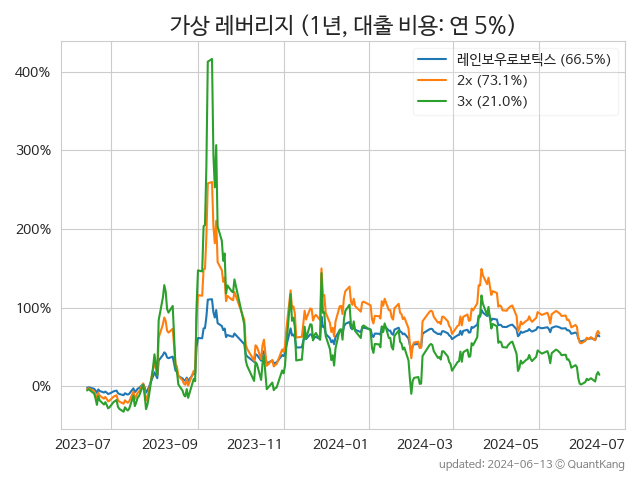 가상 레버리지 (1년, 대출 비용: 연 5%)
레인보우로보틱스 (66.5%)
2x (73.1%)
3x (21.0%)
400%
300%
200%
100%
0%
2023-07 2023-09 2023-11 2024-01 2024-03 2024-05 2024-07
updated: 2024-06-13 © QuantKang